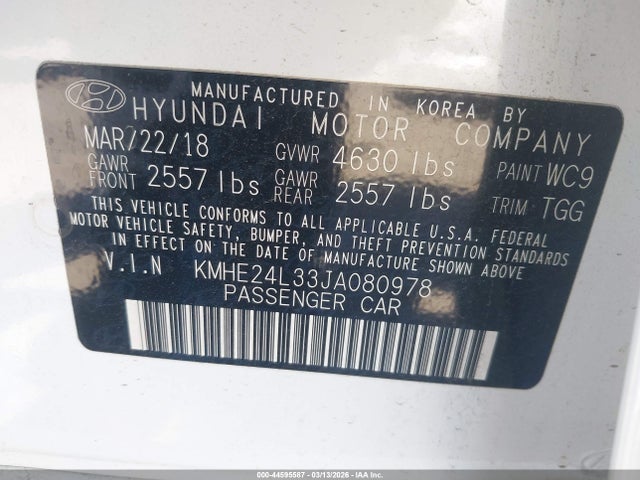 MANUFACTURED IN KOREA BY
HYUNDAI MOTOR COMPANY
MAR/22/18 GVWR 4630 lbs PAINT WC9
GAWR FRONT 2557 lbs GAWR REAR 2557 lbs TRIM TGG
THIS VEHICLE CONFORMS TO ALL APPLICABLE U.S.A. FEDERAL
MOTOR VEHICLE SAFETY, BUMPER, AND THEFT PREVENTION STANDARDS
IN EFFECT ON THE DATE OF MANUFACTURE SHOWN ABOVE.
V.I.N KMHE24L33JA080978
PASSENGER CAR
000-44595587 - 03/13/2026 - IAA Corp.